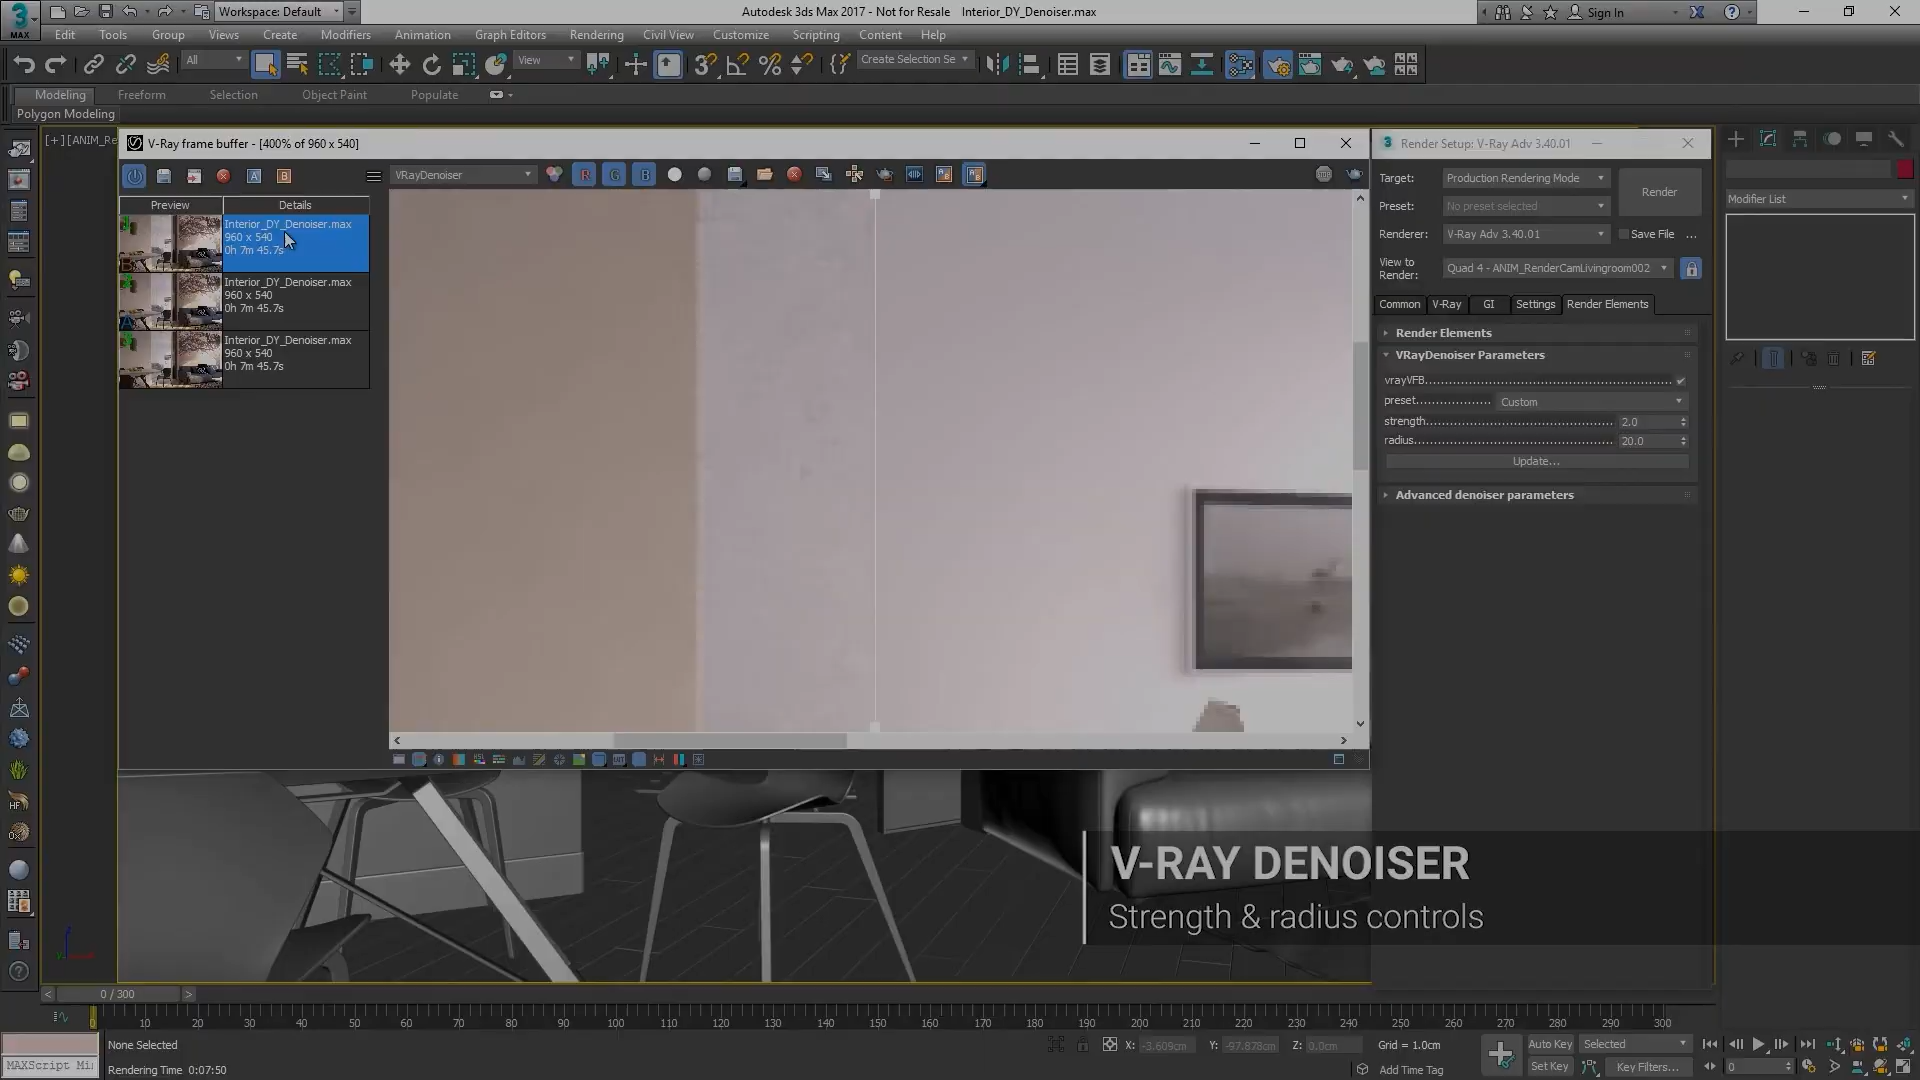 Workspace: Default
Autodesk 3ds Max 2017 - Not for Resale Interior_DY_Denoiser.max
Sign In
MAX
Edit Tools Group Views Create Modifiers Animation Graph Editors Rendering Civil View Customize Scripting Content Help
All
View
Create Selection Se
Modeling Freeform Selection Object Paint Populate
Polygon Modeling
[+][ANIM_Re
V-Ray frame buffer - [400% of 960 x 540]
VRayDenoiser
R G B
Preview Details
Interior_DY_Denoiser.max
960 x 540
0h 7m 45.7s
Interior_DY_Denoiser.max
960 x 540
0h 7m 45.7s
Interior_DY_Denoiser.max
960 x 540
0h 7m 45.7s
Render Setup: V-Ray Adv 3.40.01
Target: Production Rendering Mode
Render
Preset: No preset selected
Renderer: V-Ray Adv 3.40.01
Save File ...
View to
Render:
Quad 4 - ANIM_RenderCamLivingroom002
Common V-Ray GI Settings Render Elements
Render Elements
VRayDenoiser Parameters
vrayVFB
preset Custom
strength 2.0
radius 20.0
Update...
Advanced denoiser parameters
Modifier List
V-RAY DENOISER
Strength & radius controls
0 / 300
0 10 20 30 40 50 60 70 80 90 100 110 120 130 140 150 160 170 180 190 200 210 220 230 240 250 260 270 280 290 300
None Selected
X: -3.609cm Y: -97.878cm Z: 0.0cm Grid = 1.0cm
Auto Key Selected
MAXScript Mi
Rendering Time 0:07:50
Add Time Tag
Set Key Key Filters...
0